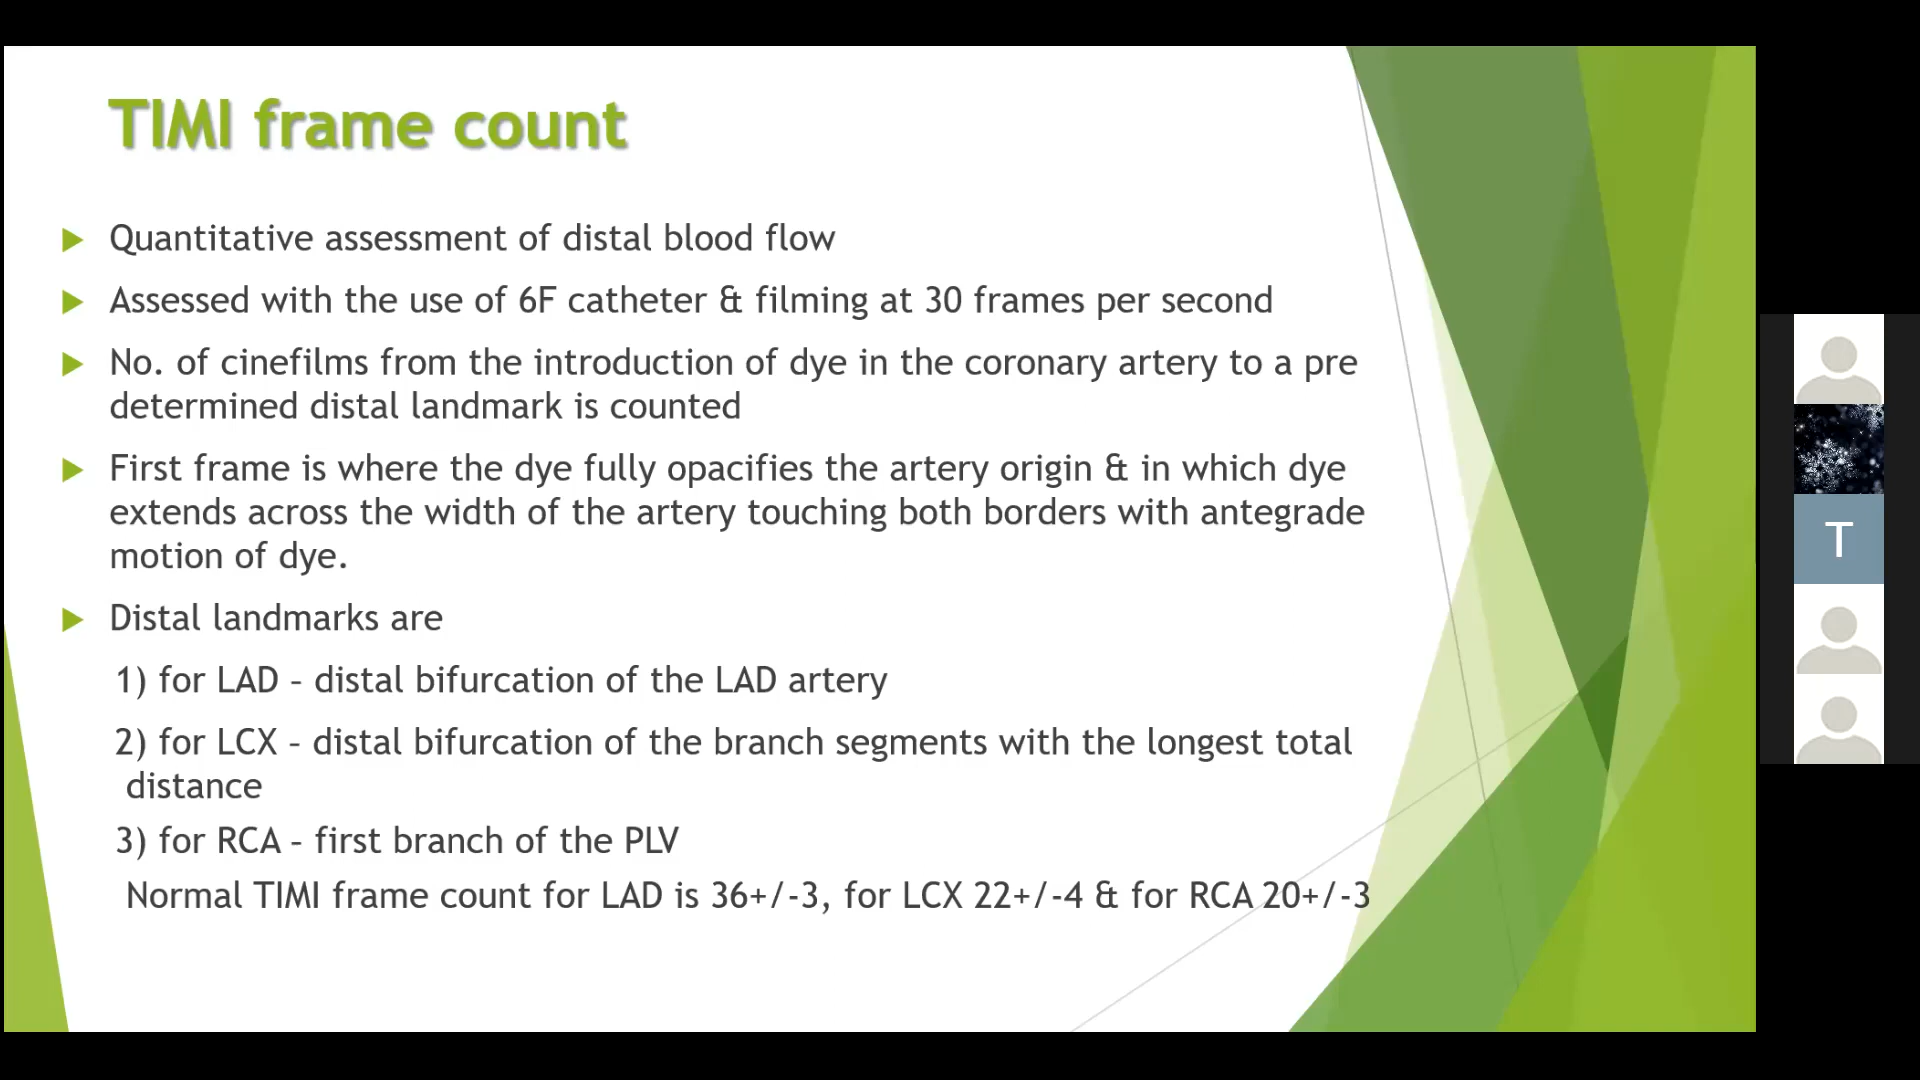 TIMI frame count
Quantitative assessment of distal blood flow
Assessed with the use of 6F catheter & filming at 30 frames per second
No. of cinefilms from the introduction of dye in the coronary artery to a pre
determined distal landmark is counted
First frame is where the dye fully opacifies the artery origin & in which dye
extends across the width of the artery touching both borders with antegrade
motion of dye.
Distal landmarks are
1) for LAD – distal bifurcation of the LAD artery
2) for LCX – distal bifurcation of the branch segments with the longest total
distance
3) for RCA – first branch of the PLV
Normal TIMI frame count for LAD is 36+/-3, for LCX 22+/-4 & for RCA 20+/-3
T